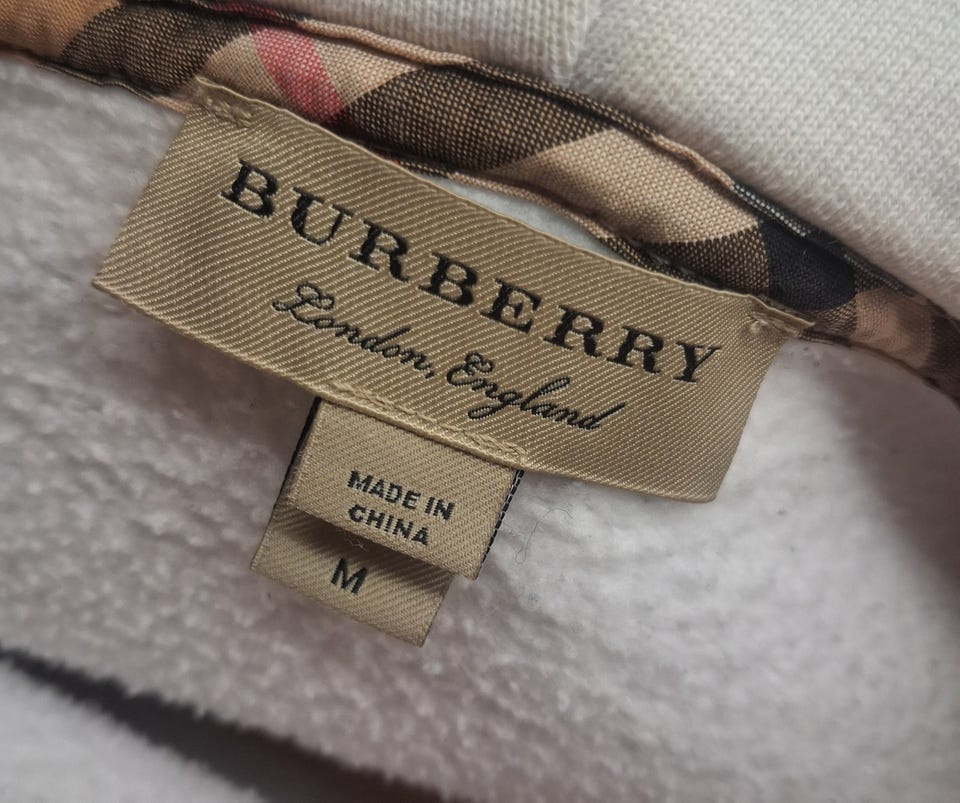 BURBERRY
London, England
MADE IN
CHINA
M